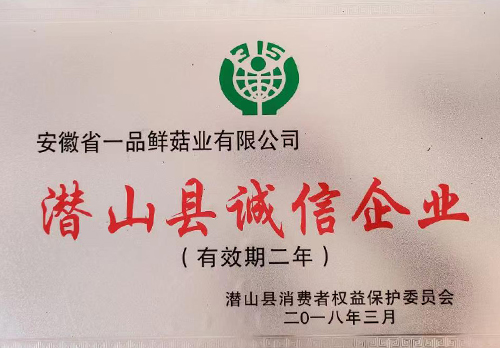 315
安徽省一品鲜菇业有限公司
潜山县诚信企业
（有效期二年）
潜山县消费者权益保护委员会
二〇一八年三月